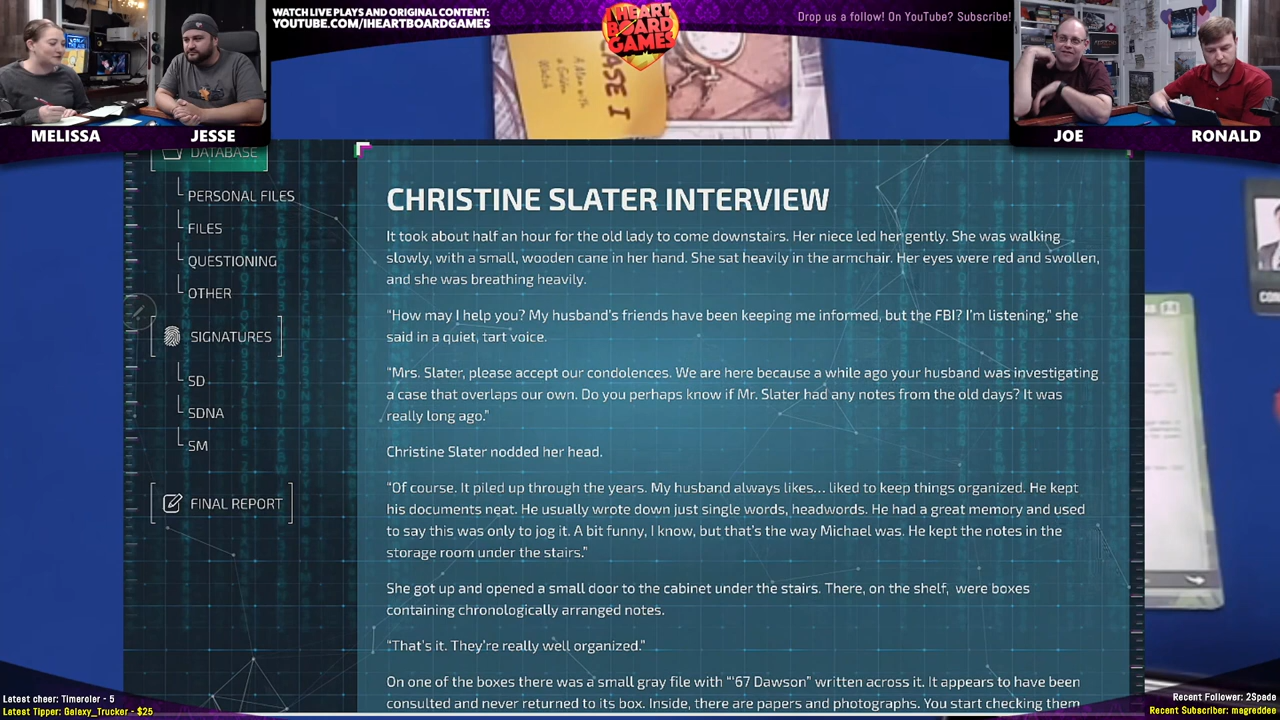 WATCH LIVE PLAYS AND ORIGINAL CONTENT:
YOUTUBE.COM/IHEARTBOARDGAMES
I HEART
BOARD
GAMES
Drop us a follow! On YouTube? Subscribe!
CASE I
A Man with
a Golden
Watch
MELISSA
JESSE
JOE
RONALD
DATABASE
PERSONAL FILES
FILES
QUESTIONING
OTHER
SIGNATURES
SD
SDNA
SM
FINAL REPORT
CHRISTINE SLATER INTERVIEW
It took about half an hour for the old lady to come downstairs. Her niece led her gently. She was walking
slowly, with a small, wooden cane in her hand. She sat heavily in the armchair. Her eyes were red and swollen,
and she was breathing heavily.
“How may I help you? My husband’s friends have been keeping me informed, but the FBI? I’m listening,” she
said in a quiet, tart voice.
“Mrs. Slater, please accept our condolences. We are here because a while ago your husband was investigating
a case that overlaps our own. Do you perhaps know if Mr. Slater had any notes from the old days? It was
really long ago.”
Christine Slater nodded her head.
“Of course. It piled up through the years. My husband always likes… liked to keep things organized. He kept
his documents neat. He usually wrote down just single words, headwords. He had a great memory and used
to say this was only to jog it. A bit funny, I know, but that’s the way Michael was. He kept the notes in the
storage room under the stairs.”
She got up and opened a small door to the cabinet under the stairs. There, on the shelf, were boxes
containing chronologically arranged notes.
“That’s it. They’re really well organized.”
On one of the boxes there was a small gray file with “‘67 Dawson” written across it. It appears to have been
consulted and never returned to its box. Inside, there are papers and photographs. You start checking them
Latest cheer: Timeroler - 5
Latest Tipper: Gelexy_Trucker - $25
Recent Follower: 2Spede
Recent Subscriber: magreddee